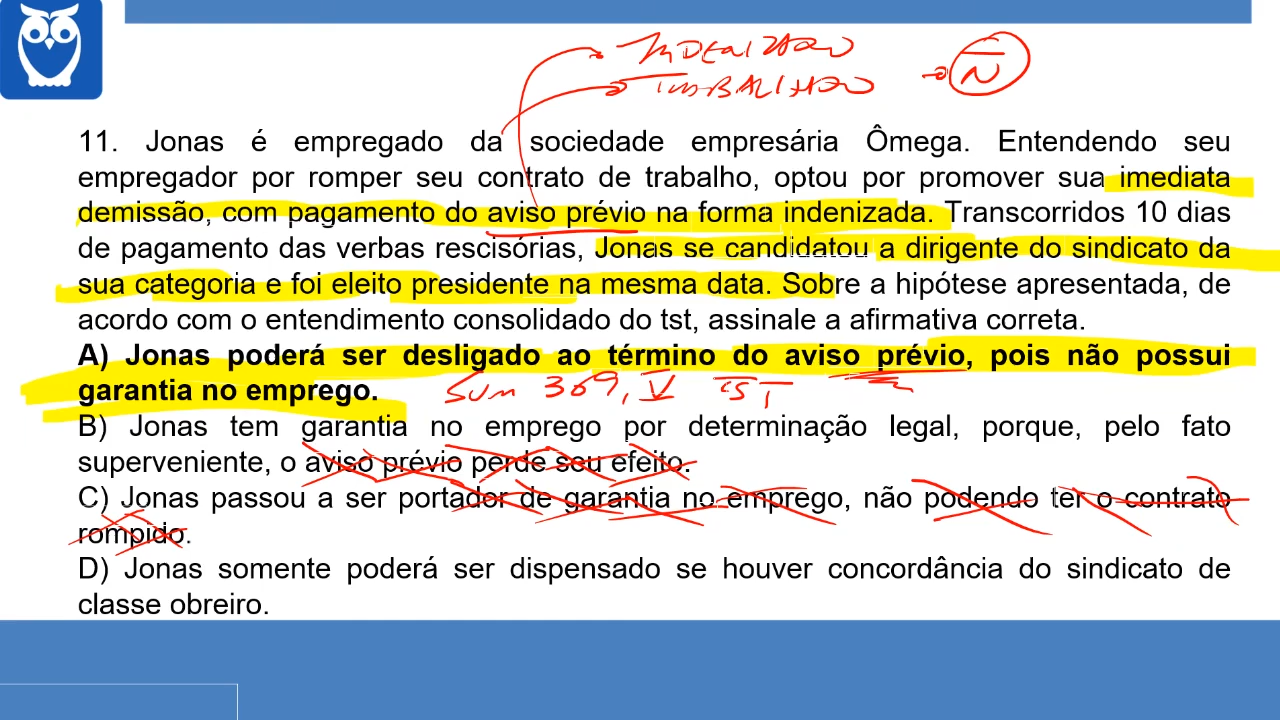 INDENIZADO
TRABALHADO → N
11. Jonas é empregado da sociedade empresária Ômega. Entendendo seu
empregador por romper seu contrato de trabalho, optou por promover sua imediata
demissão, com pagamento do aviso prévio na forma indenizada. Transcorridos 10 dias
de pagamento das verbas rescisórias, Jonas se candidatou a dirigente do sindicato da
sua categoria e foi eleito presidente na mesma data. Sobre a hipótese apresentada, de
acordo com o entendimento consolidado do tst, assinale a afirmativa correta.
A) Jonas poderá ser desligado ao término do aviso prévio, pois não possui
garantia no emprego.
SUM 369, V TST
B) Jonas tem garantia no emprego por determinação legal, porque, pelo fato
superveniente, o aviso prévio perde seu efeito.
C) Jonas passou a ser portador de garantia no emprego, não podendo ter o contrato
rompido.
D) Jonas somente poderá ser dispensado se houver concordância do sindicato de
classe obreiro.